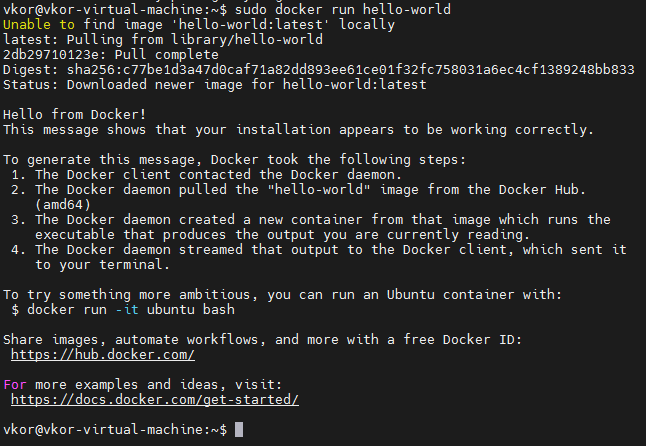 vkor@vkor-virtual-machine:~$ sudo docker run hello-world
Unable to find image 'hello-world:latest' locally
latest: Pulling from library/hello-world
2db29710123e: Pull complete
Digest: sha256:c77be1d3a47d0caf71a82dd893ee61ce01f32fc758031a6ec4cf1389248bb833
Status: Downloaded newer image for hello-world:latest

Hello from Docker!
This message shows that your installation appears to be working correctly.

To generate this message, Docker took the following steps:
 1. The Docker client contacted the Docker daemon.
 2. The Docker daemon pulled the "hello-world" image from the Docker Hub.
    (amd64)
 3. The Docker daemon created a new container from that image which runs the
    executable that produces the output you are currently reading.
 4. The Docker daemon streamed that output to the Docker client, which sent it
    to your terminal.

To try something more ambitious, you can run an Ubuntu container with:
 $ docker run -it ubuntu bash

Share images, automate workflows, and more with a free Docker ID:
 https://hub.docker.com/

For more examples and ideas, visit:
 https://docs.docker.com/get-started/

vkor@vkor-virtual-machine:~$